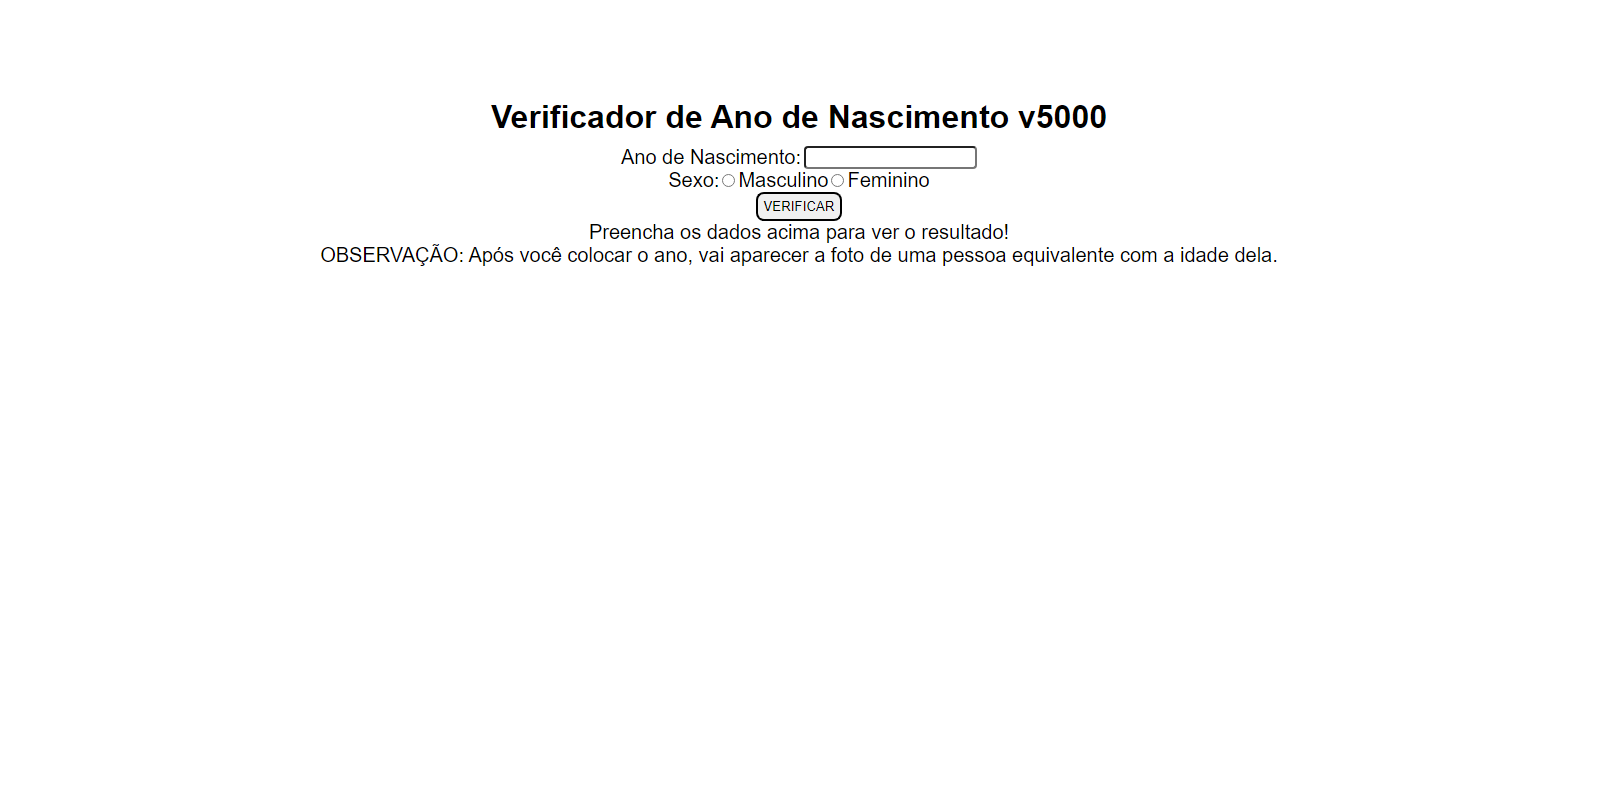 Verificador de Ano de Nascimento v5000
Ano de Nascimento:
Sexo: Masculino Feminino
VERIFICAR
Preencha os dados acima para ver o resultado!
OBSERVAÇÃO: Após você colocar o ano, vai aparecer a foto de uma pessoa equivalente com a idade dela.